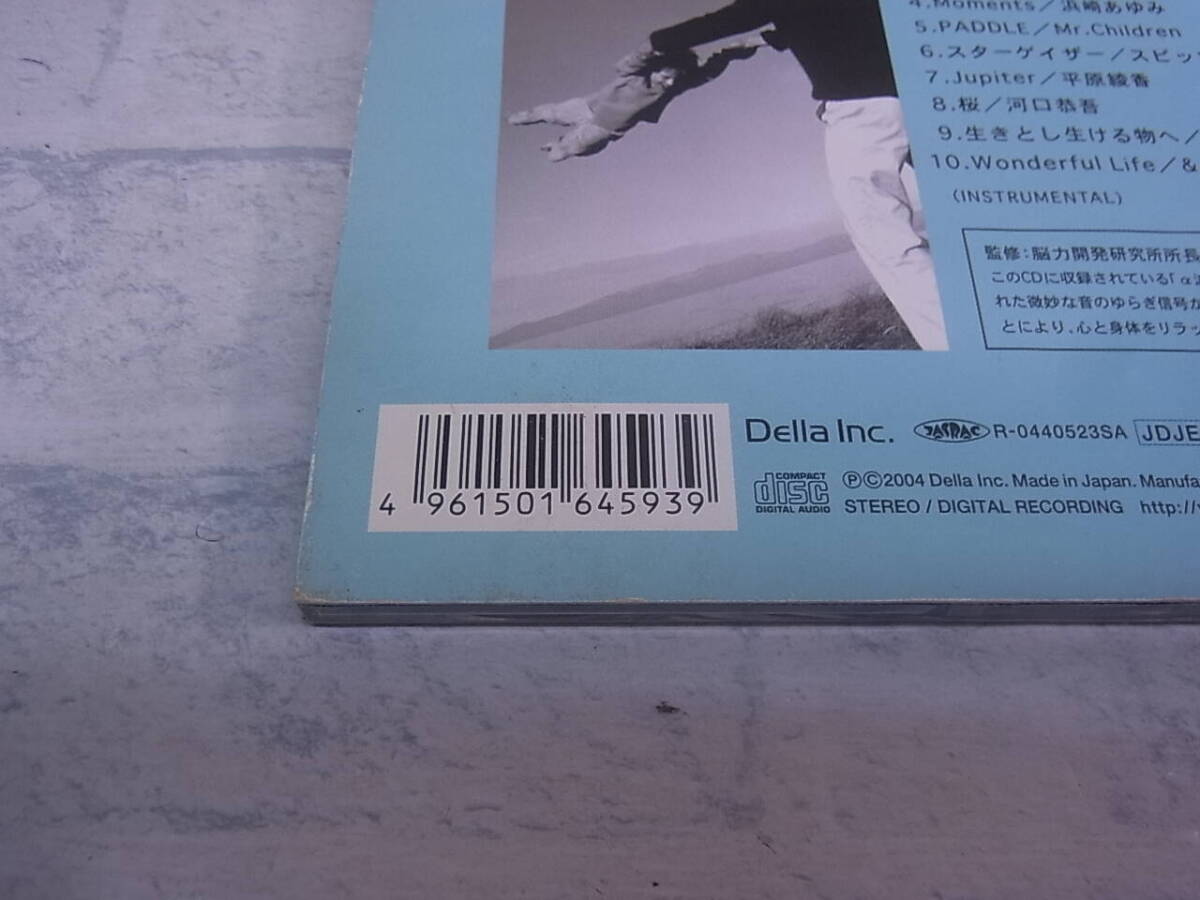 4.Moments／浜崎あゆみ
5.PADDLE／Mr.Children
6.スターゲイザー／スピッ
7.Jupiter／平原綾香
8.桜／河口恭吾
9.生きとし生ける物へ／
10.Wonderful Life／&
(INSTRUMENTAL)
監修:脳力開発研究所所長
このCDに収録されている「α波
れた微妙な音のゆらぎ信号が
とにより、心と身体をリラッ
4 961501 645939
Della Inc. JASRAC R-0440523SA JDJE
COMPACT disc DIGITAL AUDIO
Ⓟ©2004 Della Inc. Made in Japan. Manufa
STEREO / DIGITAL RECORDING http://